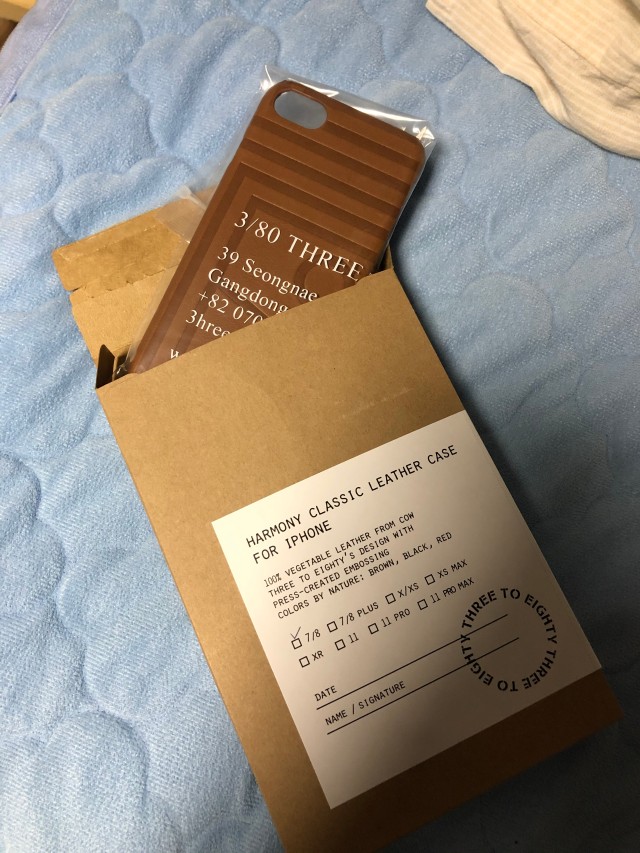 3/80 THREE
39 Seongnae
Gangdong
+82 070
3hree
HARMONY CLASSIC LEATHER CASE
FOR IPHONE
100% VEGETABLE LEATHER FROM COW
THREE TO EIGHTY'S DESIGN WITH
PRESS-CREATED EMBOSSING
COLORS BY NATURE: BROWN, BLACK, RED
7/8 7/8 PLUS X/XS XS MAX
XR 11 11 PRO 11 PRO MAX
DATE
NAME / SIGNATURE
THREE TO EIGHTY THREE TO EIGHTY